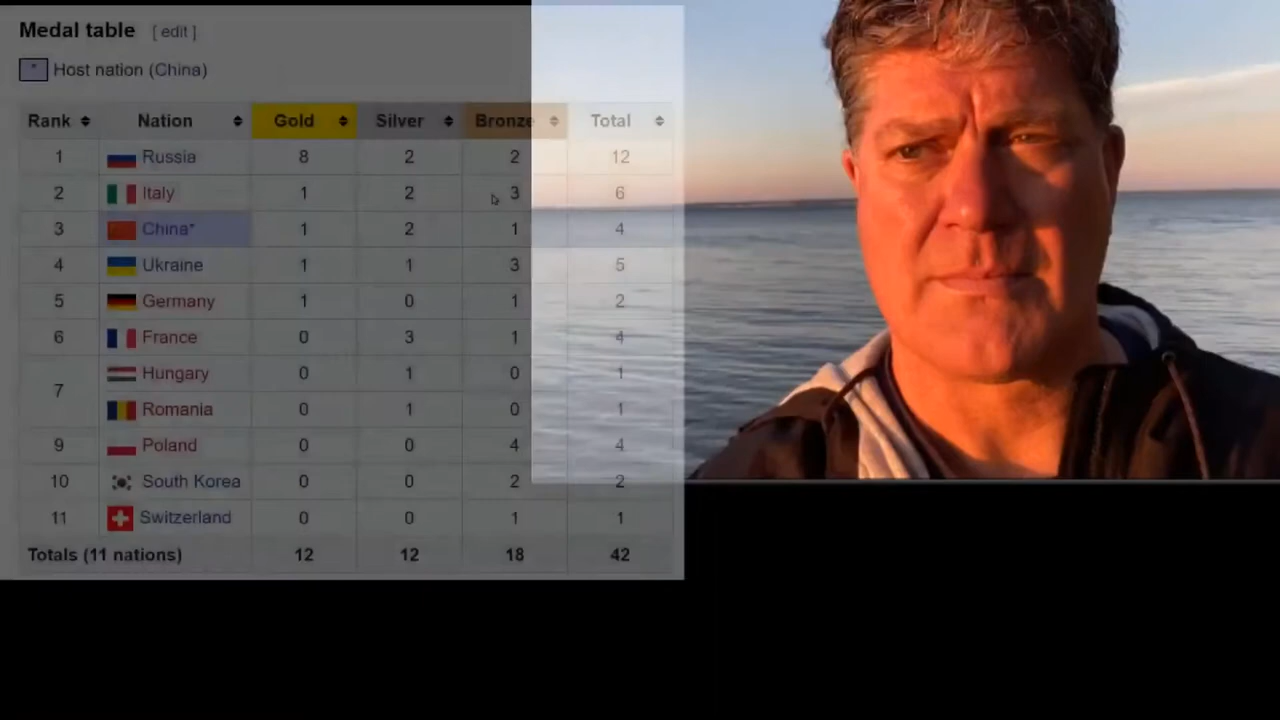 Medal table [ edit ]
* Host nation (China)
Rank Nation Gold Silver Bronze Total
1 Russia 8 2 2 12
2 Italy 1 2 3 6
3 China* 1 2 1 4
4 Ukraine 1 1 3 5
5 Germany 1 0 1 2
6 France 0 3 1 4
7 Hungary 0 1 0 1
Romania 0 1 0 1
9 Poland 0 0 4 4
10 South Korea 0 0 2 2
11 Switzerland 0 0 1 1
Totals (11 nations) 12 12 18 42